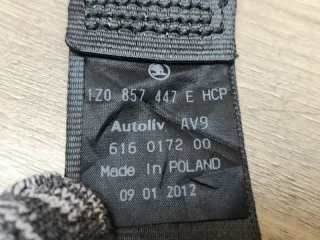 1Z0 857 447 E HCP
Autoliv AV9
616 0172 00
Made in POLAND
09 01 2012